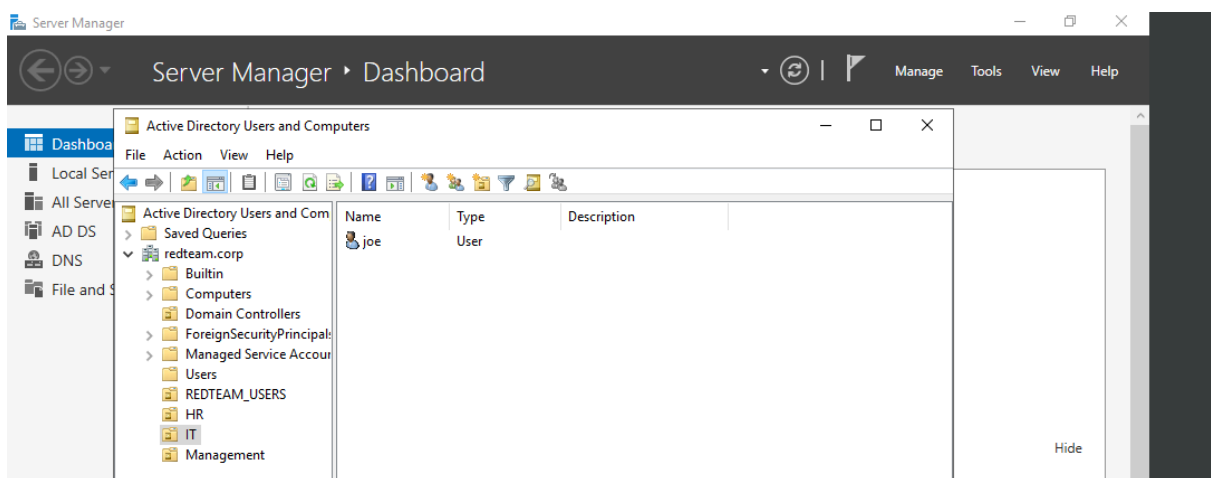 Server Manager
Server Manager • Dashboard
Manage Tools View Help
Active Directory Users and Computers
File Action View Help
Dashboa
Local Ser
All Server
AD DS
DNS
File and S
Active Directory Users and Com
Saved Queries
redteam.corp
Builtin
Computers
Domain Controllers
ForeignSecurityPrincipals
Managed Service Accour
Users
REDTEAM_USERS
HR
IT
Management
Name Type Description
joe User
Hide